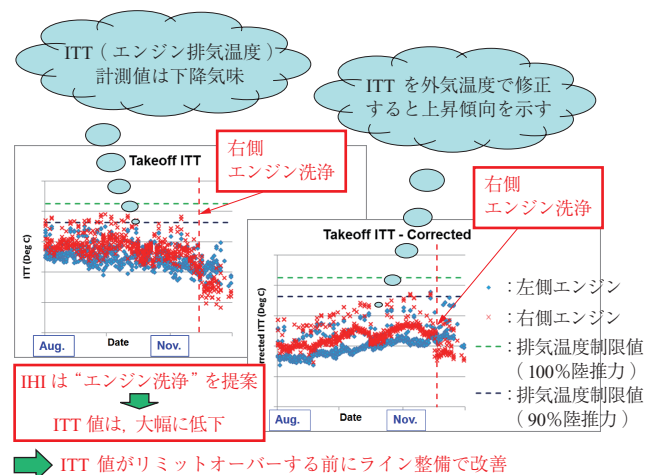 ITT ( エンジン排気温度 )
計測値は下降気味
ITT を外気温度で修正
すると上昇傾向を示す
Takeoff ITT
右側
エンジン洗浄
ITT (Deg C)
Aug.
Date
Nov.
右側
エンジン洗浄
Takeoff ITT - Corrected
orrected ITT (Deg C)
Aug.
Date
Nov.
: 左側エンジン
: 右側エンジン
: 排気温度制限値
( 100%陸推力 )
: 排気温度制限値
( 90%陸推力 )
IHI は “エンジン洗浄” を提案
ITT 値は, 大幅に低下
ITT 値がリミットオーバーする前にライン整備で改善